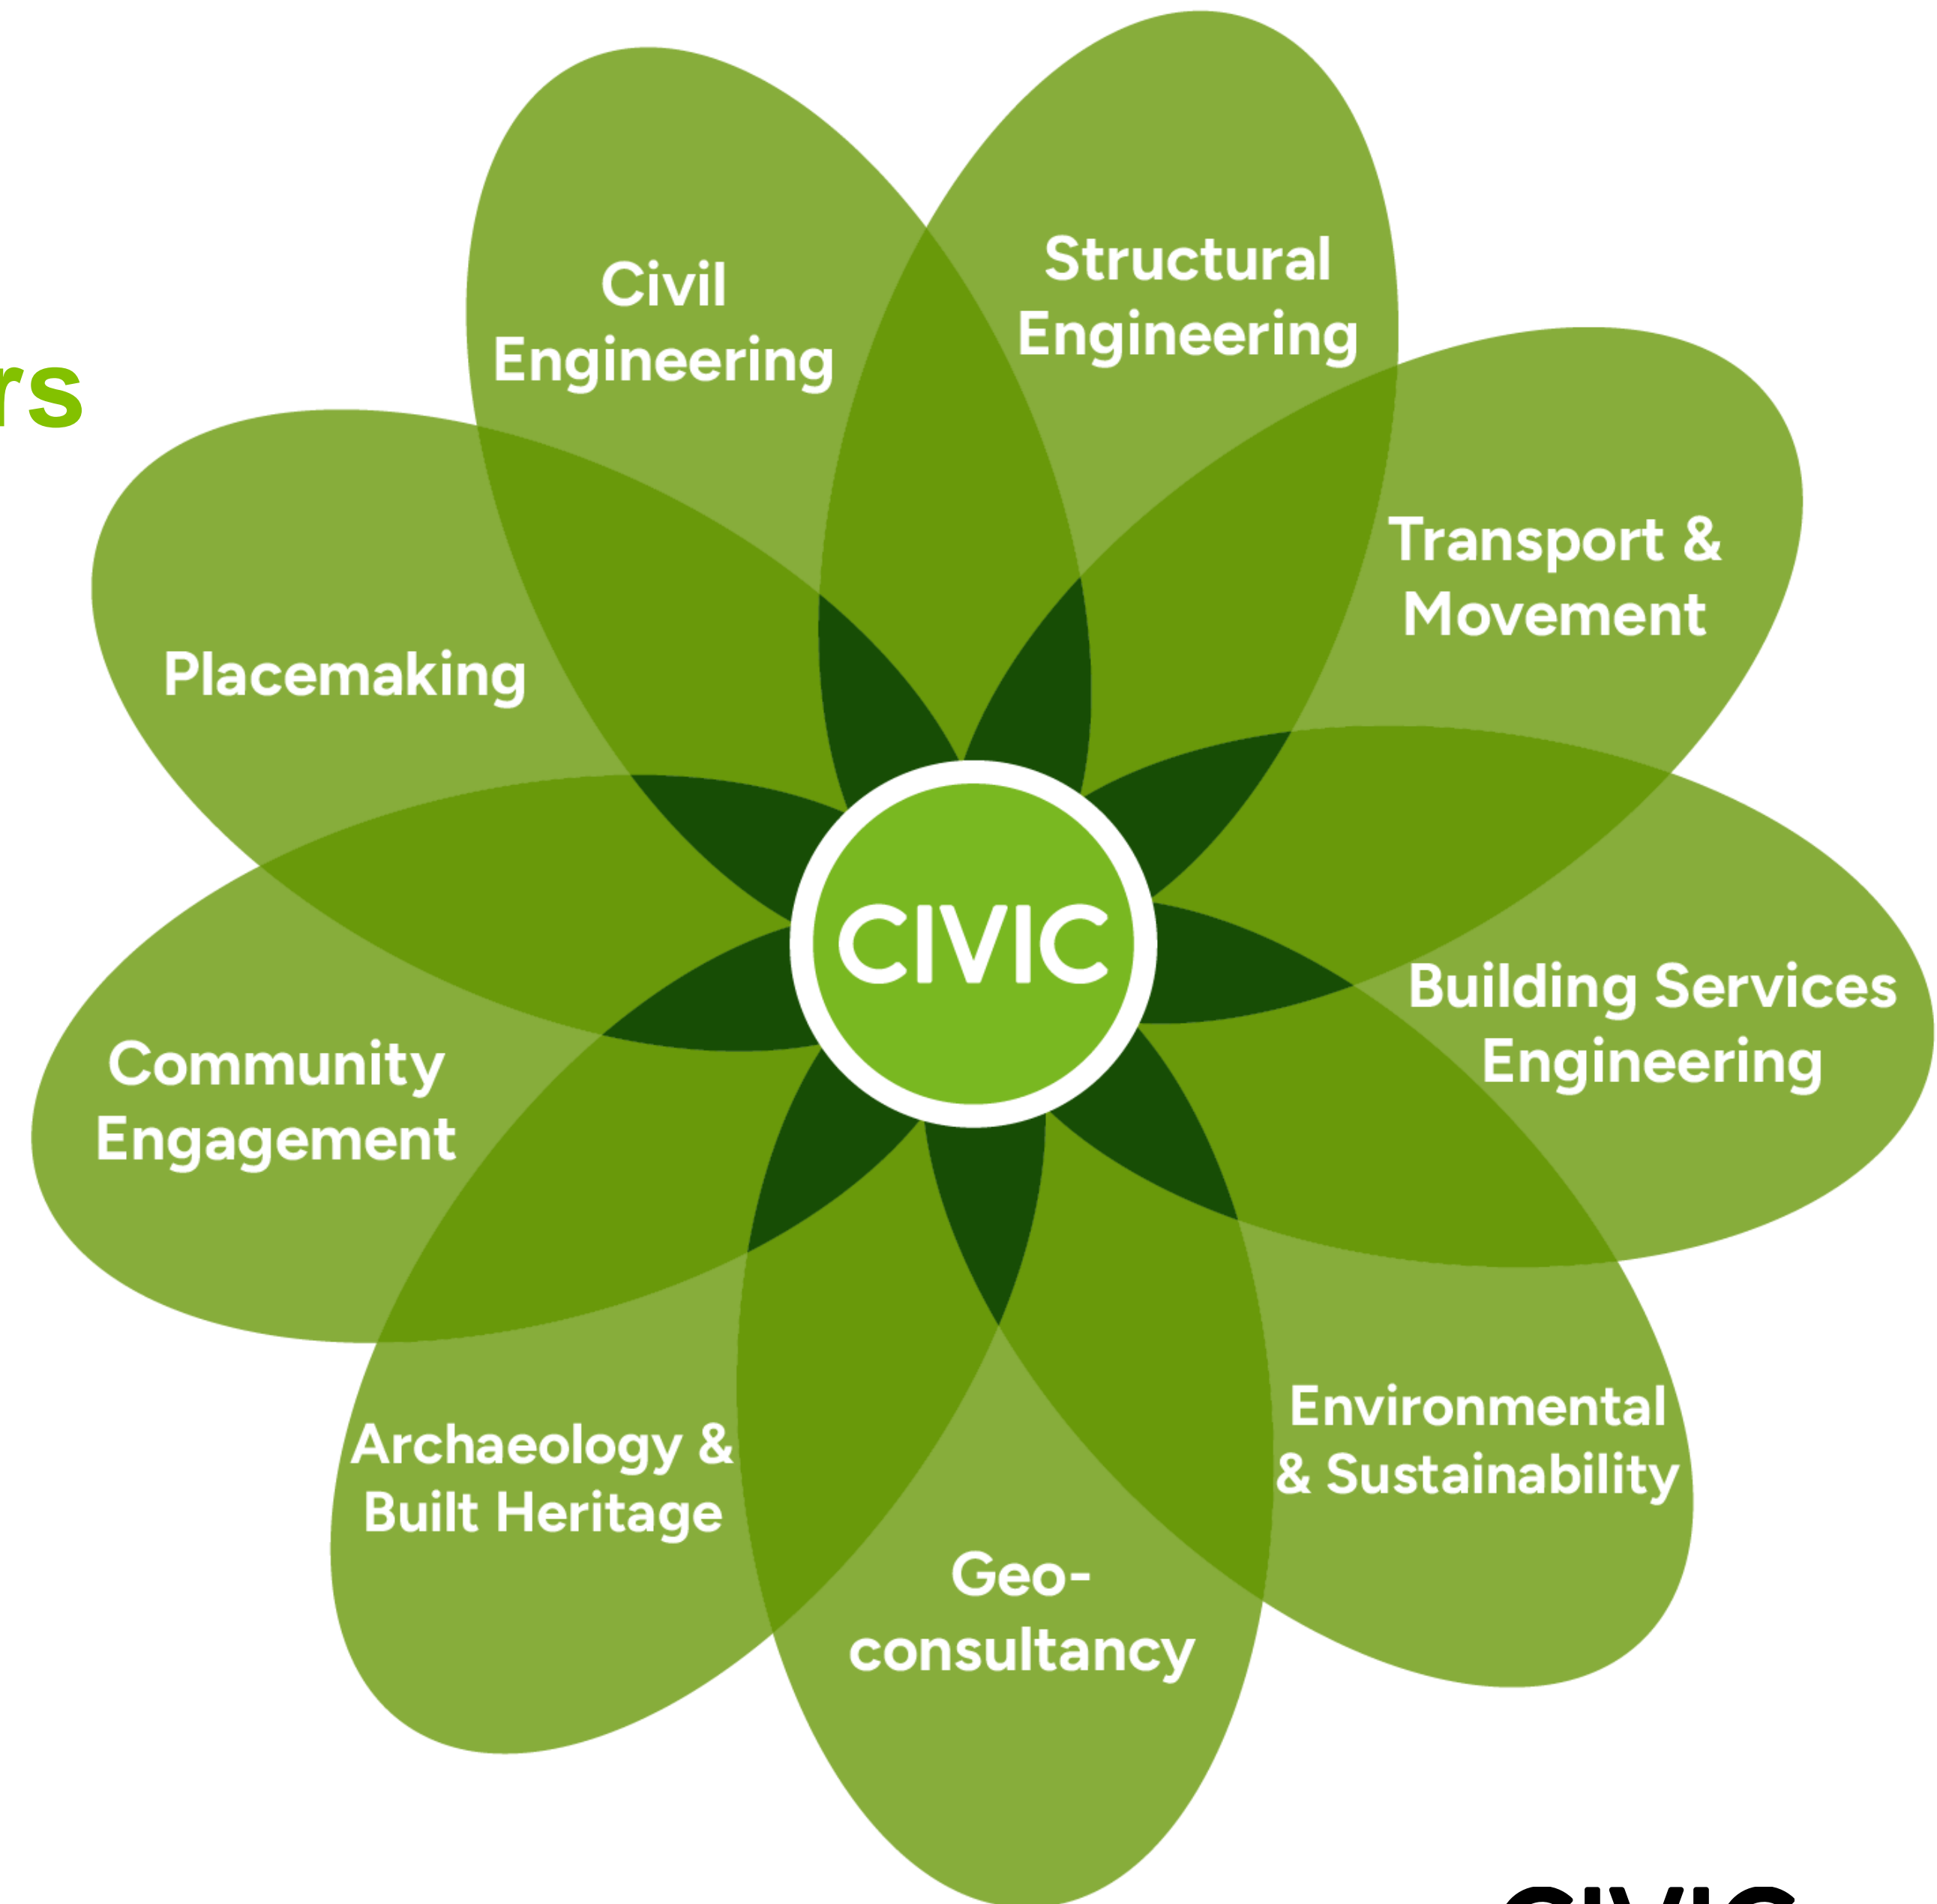 Civil
Engineering
Structural
Engineering
Transport &
Movement
Placemaking
CIVIC
Building Services
Engineering
Community
Engagement
Environmental
& Sustainability
Archaeology &
Built Heritage
Geo-
consultancy
CIVIC